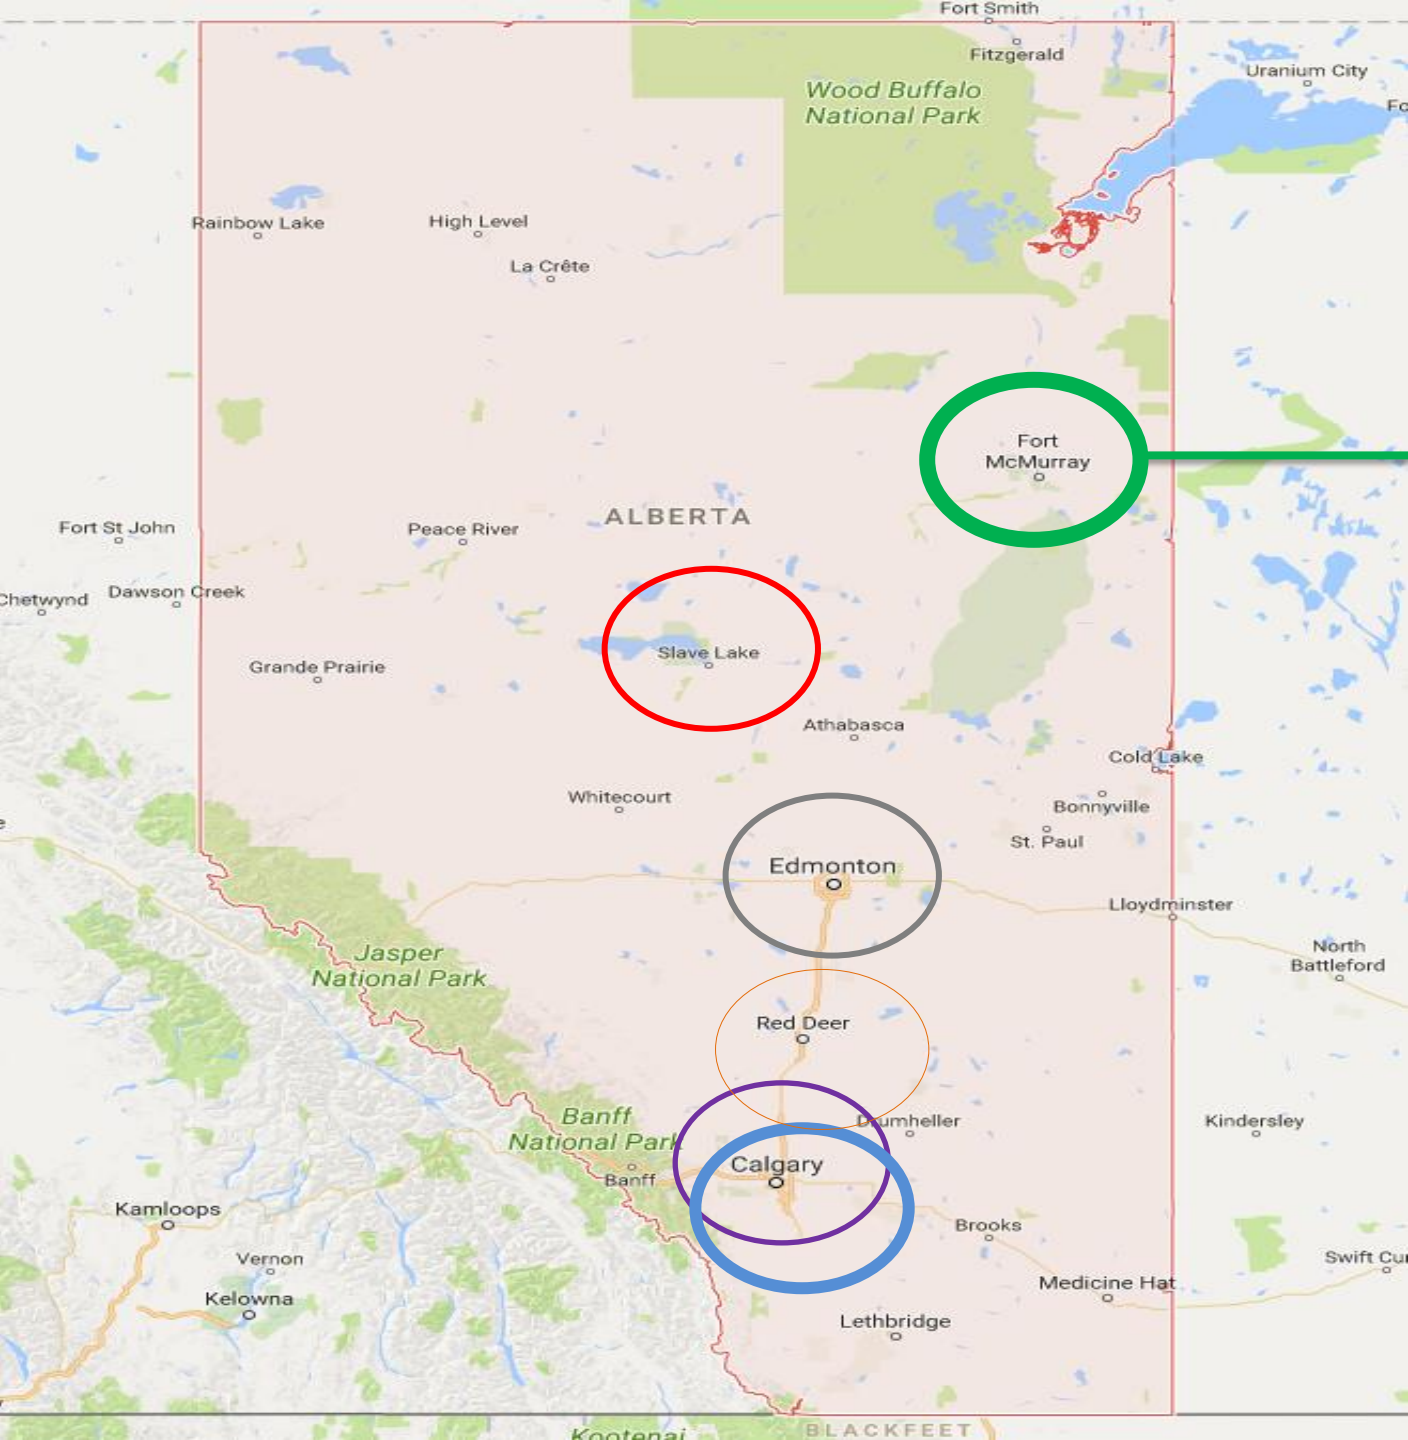 Fort Smith
Fitzgerald
Uranium City
Wood Buffalo
National Park
Rainbow Lake
High Level
La Crête
Fort
McMurray
ALBERTA
Fort St John
Peace River
Chetwynd
Dawson Creek
Slave Lake
Grande Prairie
Athabasca
Cold Lake
Whitecourt
Bonnyville
St. Paul
Edmonton
Lloydminster
North
Battleford
Jasper
National Park
Red Deer
Banff
National Park
Drumheller
Kindersley
Calgary
Banff
Kamloops
Brooks
Vernon
Swift Cur
Medicine Hat
Kelowna
Lethbridge
BLACKFEET
Kootenai